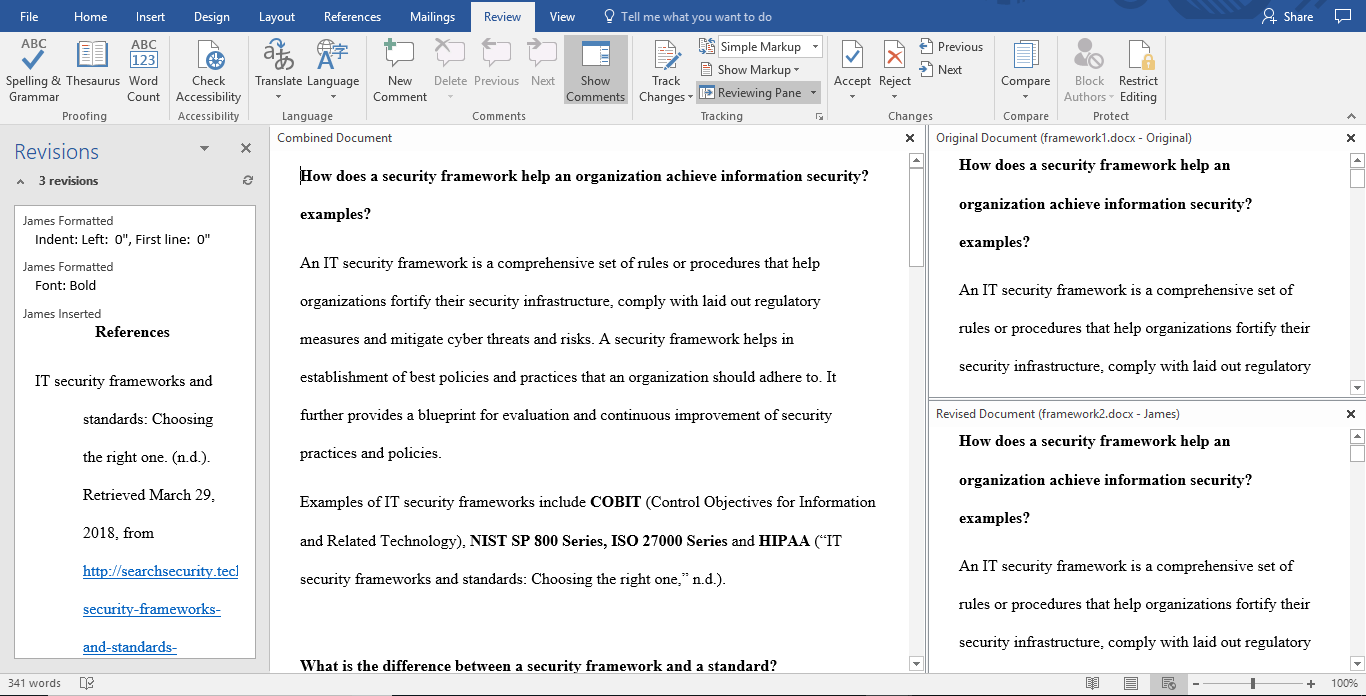 File Home Insert Design Layout References Mailings Review View Tell me what you want to do Share
ABC Spelling & Grammar
Thesaurus
ABC 123 Word Count
Proofing
Check Accessibility
Accessibility
Translate
Language
Language
New Comment
Delete
Previous
Next
Show Comments
Comments
Track Changes
Simple Markup
Show Markup
Reviewing Pane
Tracking
Accept
Reject
Previous
Next
Changes
Compare
Compare
Block Authors
Restrict Editing
Protect
Revisions
3 revisions
James Formatted
Indent: Left: 0", First line: 0"
James Formatted
Font: Bold
James Inserted
References
IT security frameworks and
standards: Choosing
the right one. (n.d.).
Retrieved March 29,
2018, from
http://searchsecurity.tec
security-frameworks-
and-standards-
Combined Document
How does a security framework help an organization achieve information security?
examples?
An IT security framework is a comprehensive set of rules or procedures that help
organizations fortify their security infrastructure, comply with laid out regulatory
measures and mitigate cyber threats and risks. A security framework helps in
establishment of best policies and practices that an organization should adhere to. It
further provides a blueprint for evaluation and continuous improvement of security
practices and policies.
Examples of IT security frameworks include COBIT (Control Objectives for Information
and Related Technology), NIST SP 800 Series, ISO 27000 Series and HIPAA (“IT
security frameworks and standards: Choosing the right one,” n.d.).
What is the difference between a security framework and a standard?
Original Document (framework1.docx - Original)
How does a security framework help an
organization achieve information security?
examples?
An IT security framework is a comprehensive set of
rules or procedures that help organizations fortify their
security infrastructure, comply with laid out regulatory
Revised Document (framework2.docx - James)
How does a security framework help an
organization achieve information security?
examples?
An IT security framework is a comprehensive set of
rules or procedures that help organizations fortify their
security infrastructure, comply with laid out regulatory
341 words
100%